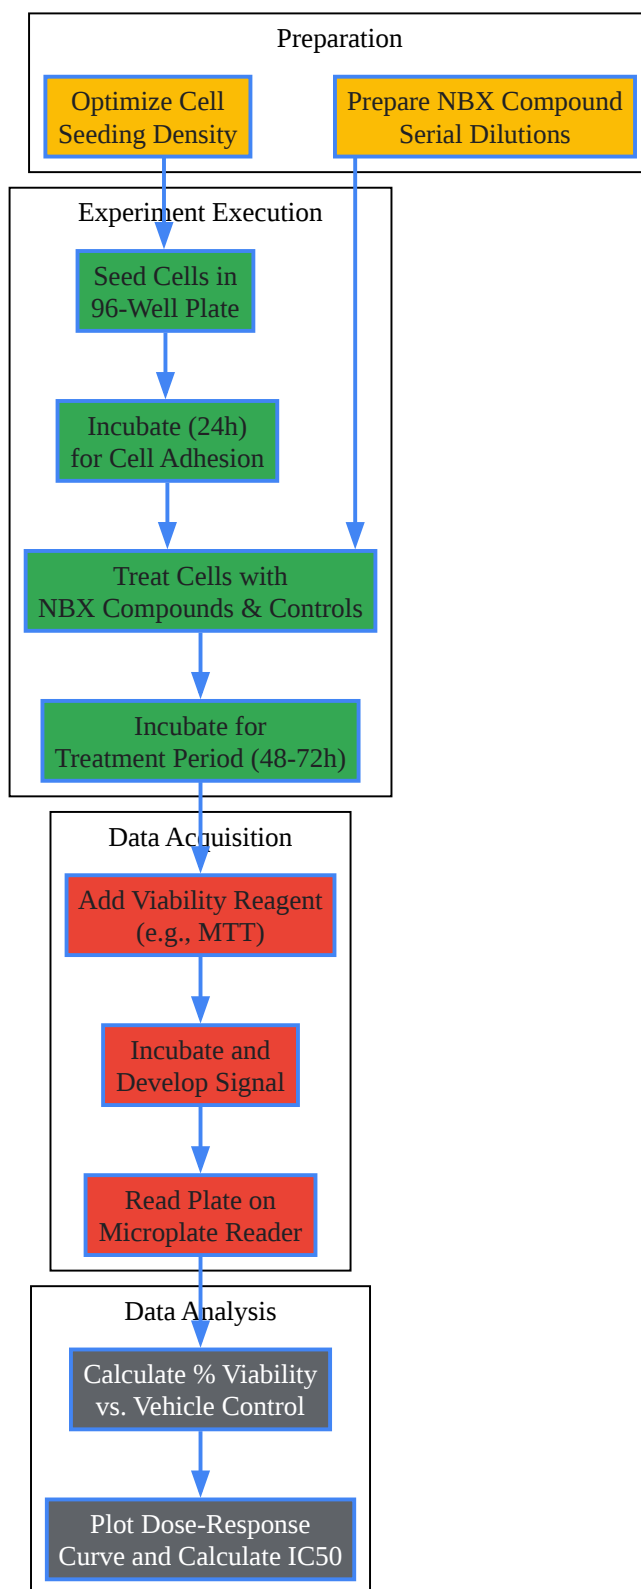 Preparation
Optimize Cell
Seeding Density
Prepare NBX Compound
Serial Dilutions
Experiment Execution
Seed Cells in
96-Well Plate
Incubate (24h)
for Cell Adhesion
Treat Cells with
NBX Compounds & Controls
Incubate for
Treatment Period (48-72h)
Data Acquisition
Add Viability Reagent
(e.g., MTT)
Incubate and
Develop Signal
Read Plate on
Microplate Reader
Data Analysis
Calculate % Viability
vs. Vehicle Control
Plot Dose-Response
Curve and Calculate IC50